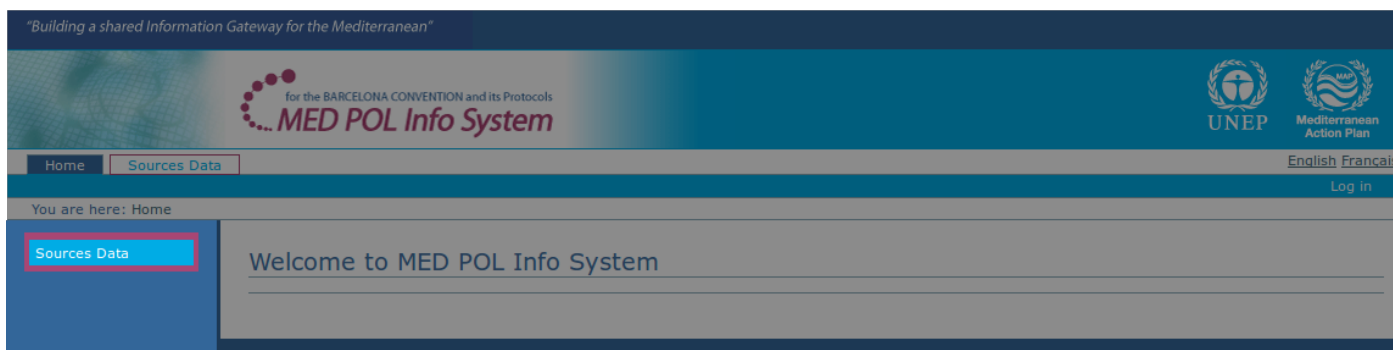 "Building a shared Information Gateway for the Mediterranean"
for the BARCELONA CONVENTION and its Protocols
MED POL Info System
UNEP
MAP
Mediterranean
Action Plan
Home
Sources Data
English Français
Log in
You are here: Home
Sources Data
Welcome to MED POL Info System